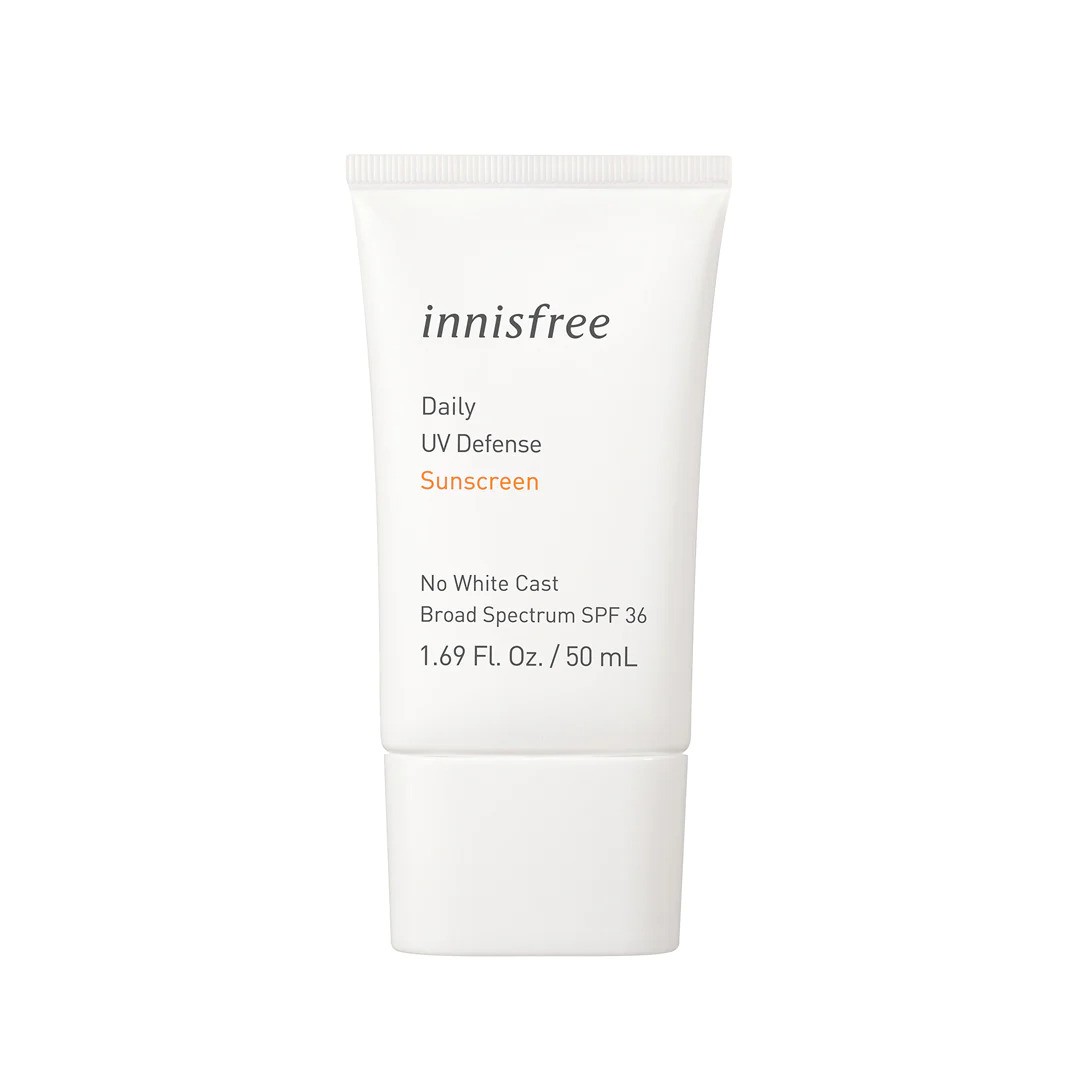 innisfree
Daily
UV Defense
Sunscreen
No White Cast
Broad Spectrum SPF 36
1.69 Fl. Oz. / 50 mL